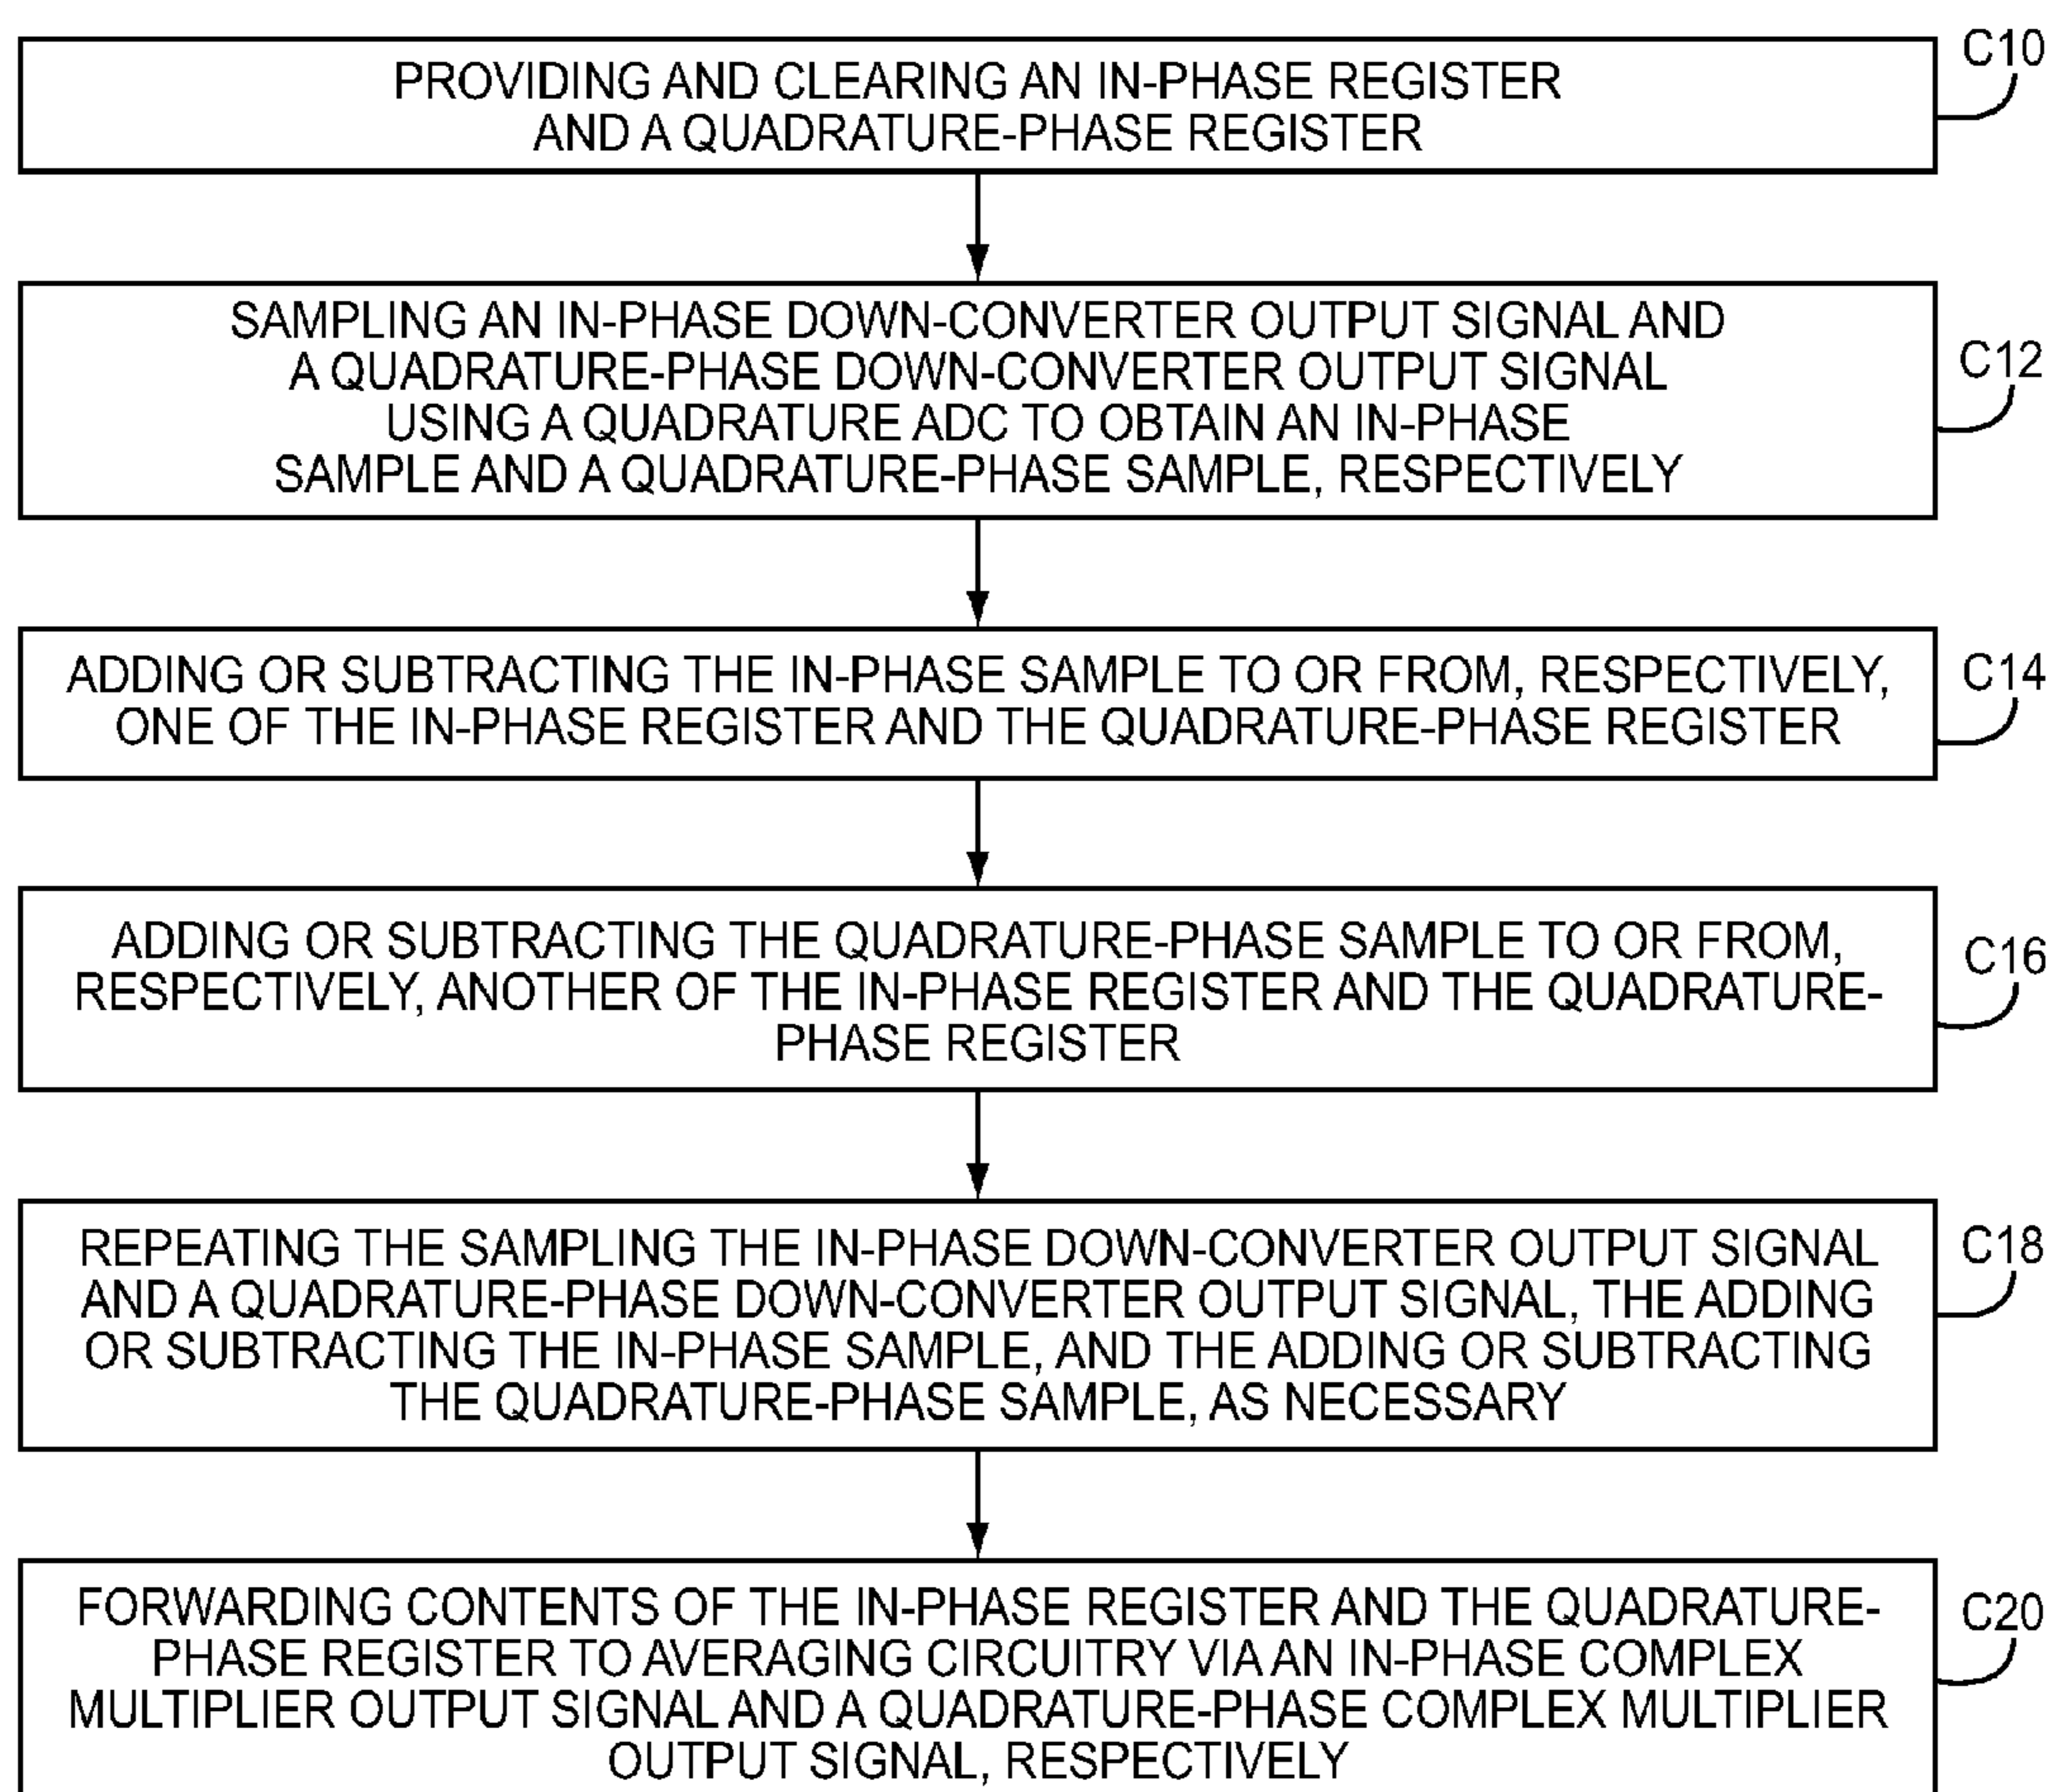 C10
PROVIDING AND CLEARING AN IN-PHASE REGISTER
AND A QUADRATURE-PHASE REGISTER
SAMPLING AN IN-PHASE DOWN-CONVERTER OUTPUT SIGNAL AND
A QUADRATURE-PHASE DOWN-CONVERTER OUTPUT SIGNAL
USING A QUADRATURE ADC TO OBTAIN AN IN-PHASE
SAMPLE AND A QUADRATURE-PHASE SAMPLE, RESPECTIVELY
C12
ADDING OR SUBTRACTING THE IN-PHASE SAMPLE TO OR FROM, RESPECTIVELY,
ONE OF THE IN-PHASE REGISTER AND THE QUADRATURE-PHASE REGISTER
C14
ADDING OR SUBTRACTING THE QUADRATURE-PHASE SAMPLE TO OR FROM,
RESPECTIVELY, ANOTHER OF THE IN-PHASE REGISTER AND THE QUADRATURE-
PHASE REGISTER
C16
REPEATING THE SAMPLING THE IN-PHASE DOWN-CONVERTER OUTPUT SIGNAL
AND A QUADRATURE-PHASE DOWN-CONVERTER OUTPUT SIGNAL, THE ADDING
OR SUBTRACTING THE IN-PHASE SAMPLE, AND THE ADDING OR SUBTRACTING
THE QUADRATURE-PHASE SAMPLE, AS NECESSARY
C18
FORWARDING CONTENTS OF THE IN-PHASE REGISTER AND THE QUADRATURE-
PHASE REGISTER TO AVERAGING CIRCUITRY VIA AN IN-PHASE COMPLEX
MULTIPLIER OUTPUT SIGNAL AND A QUADRATURE-PHASE COMPLEX MULTIPLIER
OUTPUT SIGNAL, RESPECTIVELY
C20